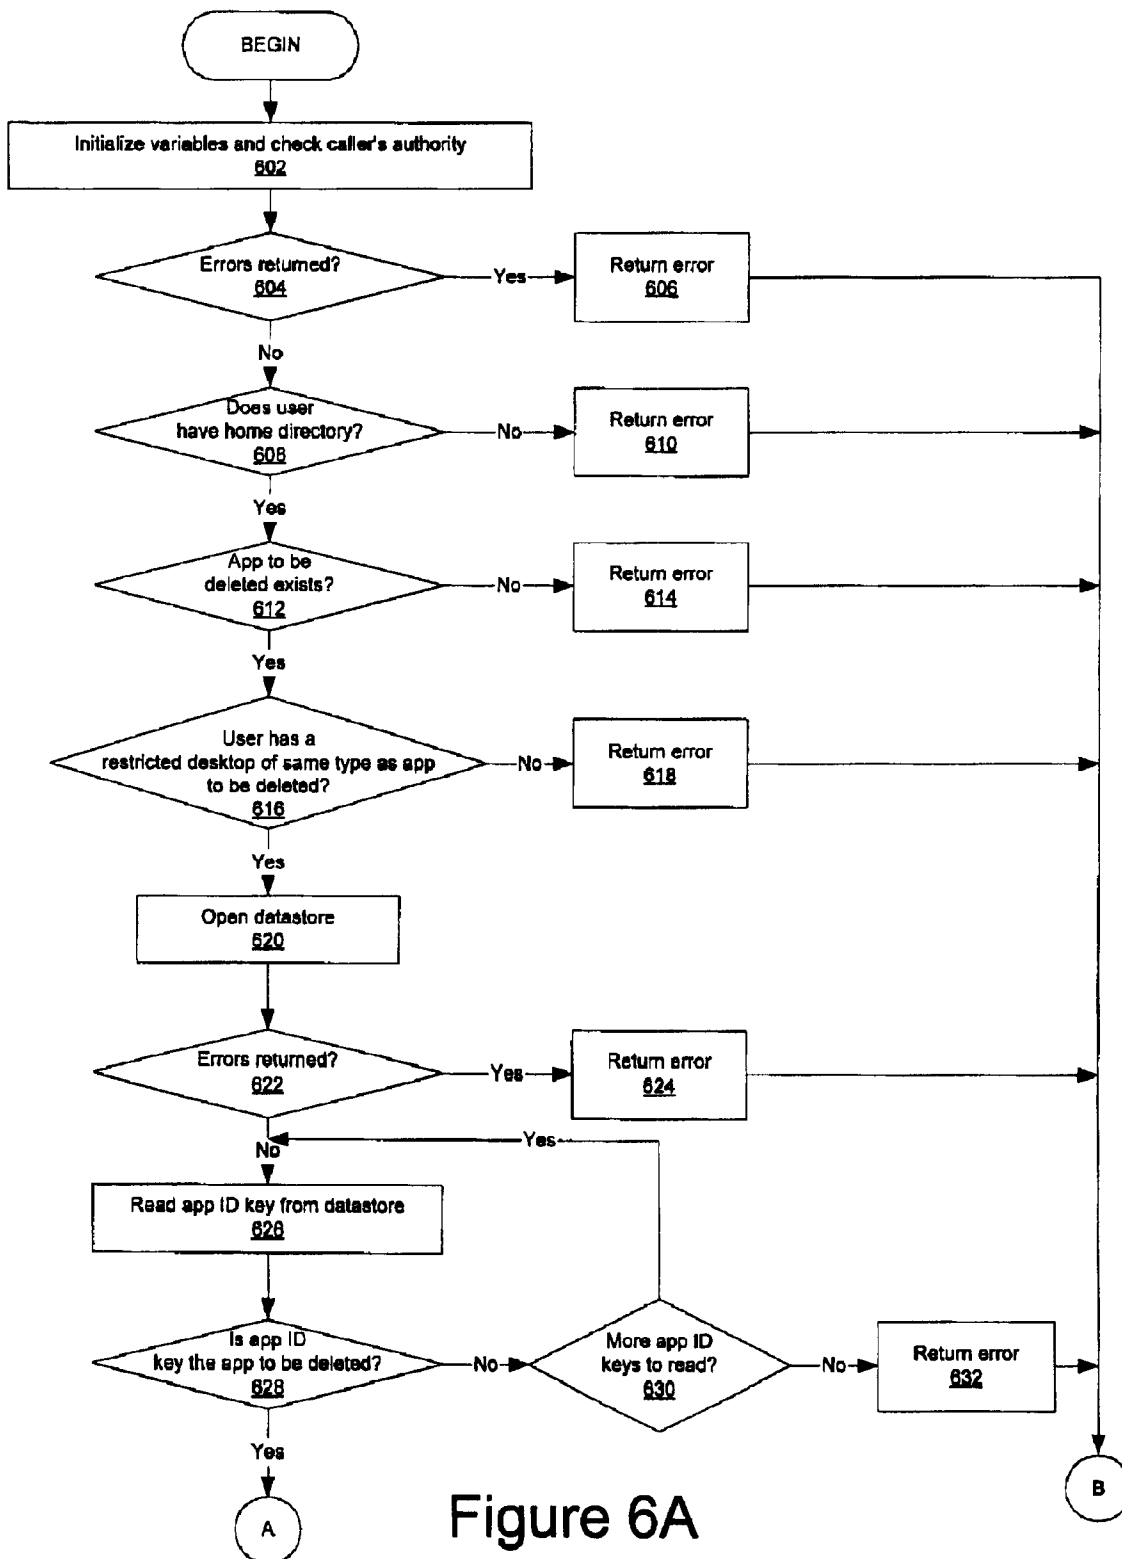 BEGIN
Initialize variables and check caller's authority
602
Errors returned?
604
Yes
Return error
606
No
Does user
have home directory?
608
No
Return error
610
Yes
App to be
deleted exists?
612
No
Return error
614
Yes
User has a
restricted desktop of same type as app
to be deleted?
616
No
Return error
618
Yes
Open datastore
620
Errors returned?
622
Yes
Return error
624
Yes
No
Read app ID key from datastore
626
Is app ID
key the app to be deleted?
628
No
More app ID
keys to read?
630
No
Return error
632
Yes
A
B
Figure 6A